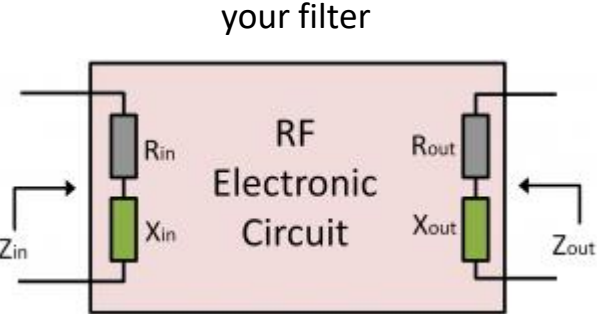 your filter
RF
Electronic
Circuit
Rin
Xin
Zin
Rout
Xout
Zout